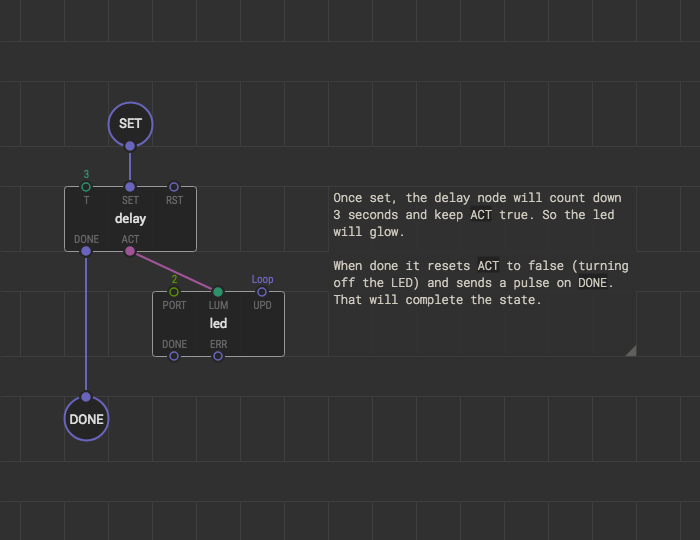 SET
3
T SET RST
delay
DONE ACT
2 Loop
PORT LUM UPD
led
DONE ERR
DONE
Once set, the delay node will count down
3 seconds and keep ACT true. So the led
will glow.
When done it resets ACT to false (turning
off the LED) and sends a pulse on DONE.
That will complete the state.